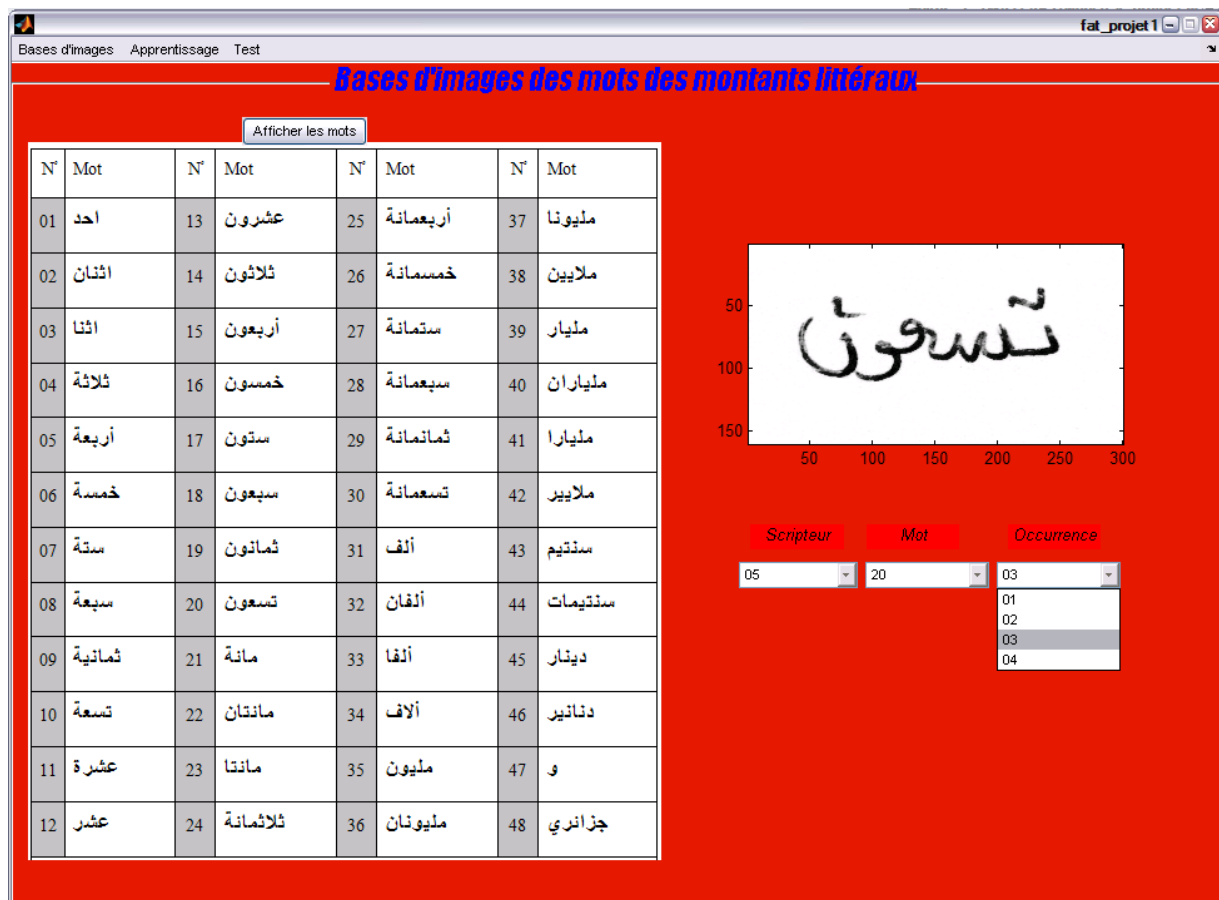 fat_projet1
Bases d'images Apprentissage Test
Bases d'images des mots des montants littéraux
Afficher les mots
N° Mot N° Mot N° Mot N° Mot
01 احد 13 عشرون 25 أربعمائة 37 مليونا
02 اثنان 14 ثلاثون 26 خمسمائة 38 ملايين
03 اثنا 15 أربعون 27 ستمائة 39 مليار
04 ثلاثة 16 خمسون 28 سبعمائة 40 ملياران
05 أربعة 17 ستون 29 ثمانمائة 41 مليارا
06 خمسة 18 سبعون 30 تسعمائة 42 ملايير
07 ستة 19 ثمانون 31 ألف 43 سنتيم
08 سبعة 20 تسعون 32 ألفان 44 سنتيمات
09 ثمانية 21 مائة 33 ألفا 45 دينار
10 تسعة 22 مائتان 34 ألاف 46 دنانير
11 عشرة 23 مائتا 35 مليون 47 و
12 عشر 24 ثلاثمائة 36 مليونان 48 جزائري
50
100
150
تسعون
50 100 150 200 250 300
Scripteur Mot Occurrence
05 20 03
01
02
03
04